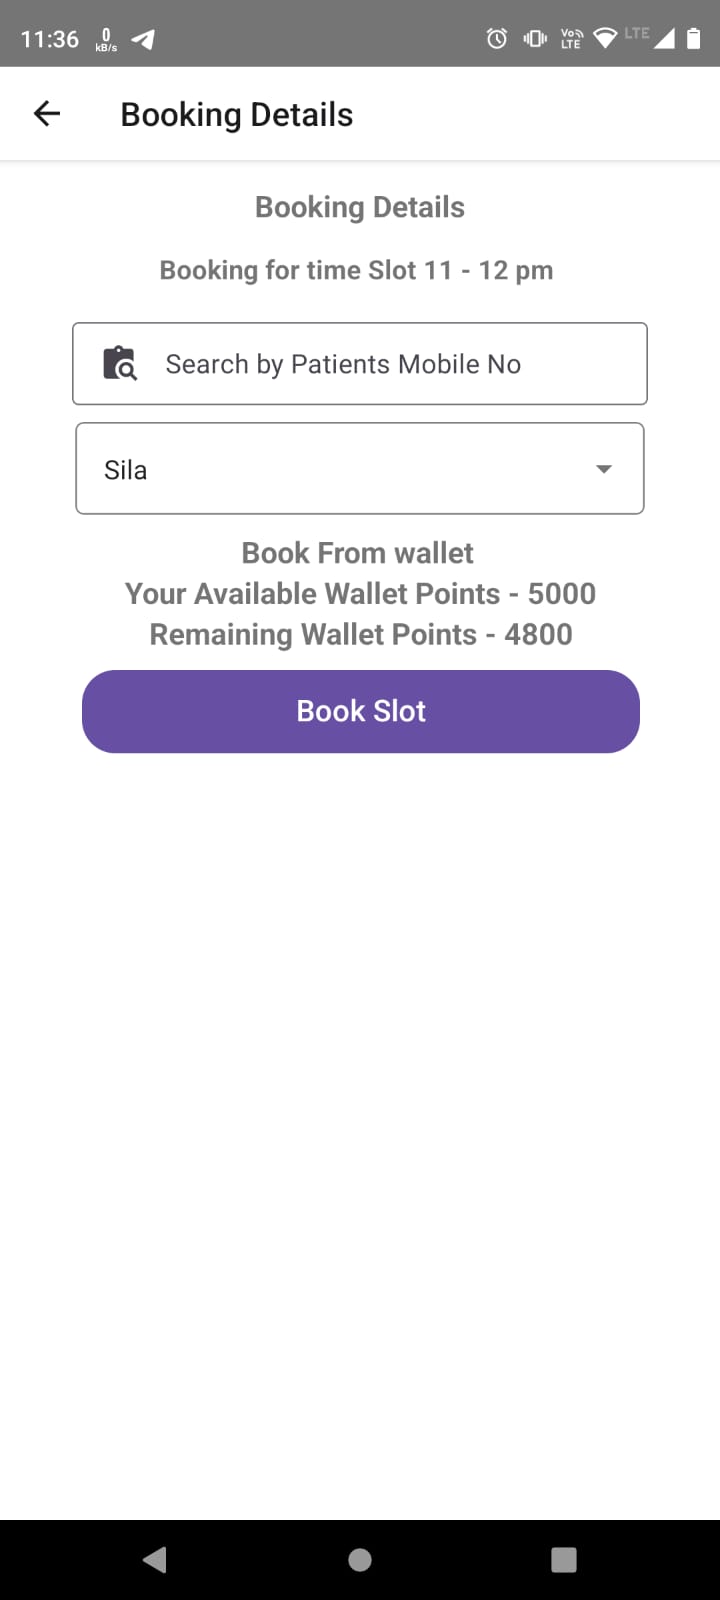 11:36 0 kB/s Vo LTE LTE
Booking Details
Booking Details
Booking for time Slot 11 - 12 pm
Search by Patients Mobile No
Sila
Book From wallet
Your Available Wallet Points - 5000
Remaining Wallet Points - 4800
Book Slot